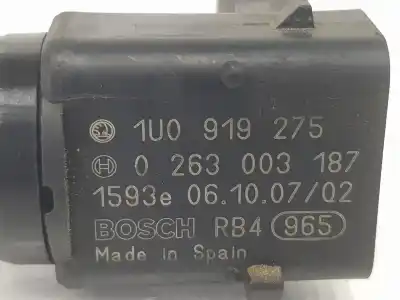 1U0 919 275
0 263 003 187
1593e 06.10.07/02
BOSCH RB4 965
Made in Spain